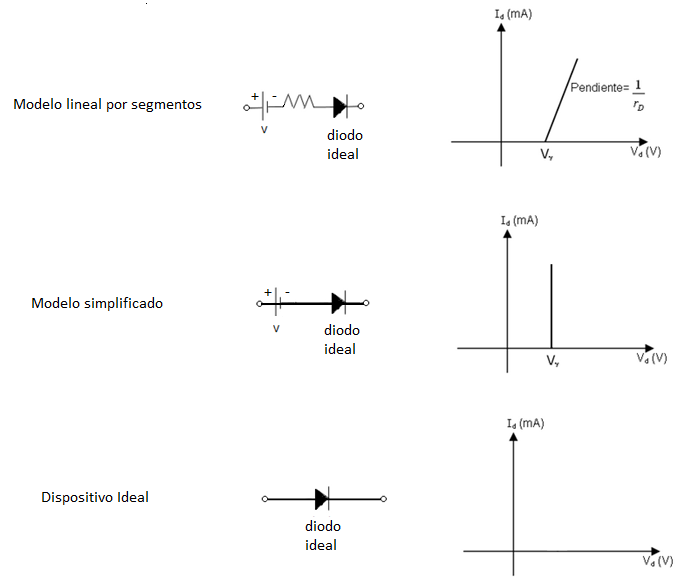 I_d (mA)
Modelo lineal por segmentos
+ -
v
diodo
ideal
Pendiente= 1
r_D
V_γ
V_d (V)
I_d (mA)
Modelo simplificado
+ -
v
diodo
ideal
V_γ
V_d (V)
I_d (mA)
Dispositivo Ideal
diodo
ideal
V_d (V)